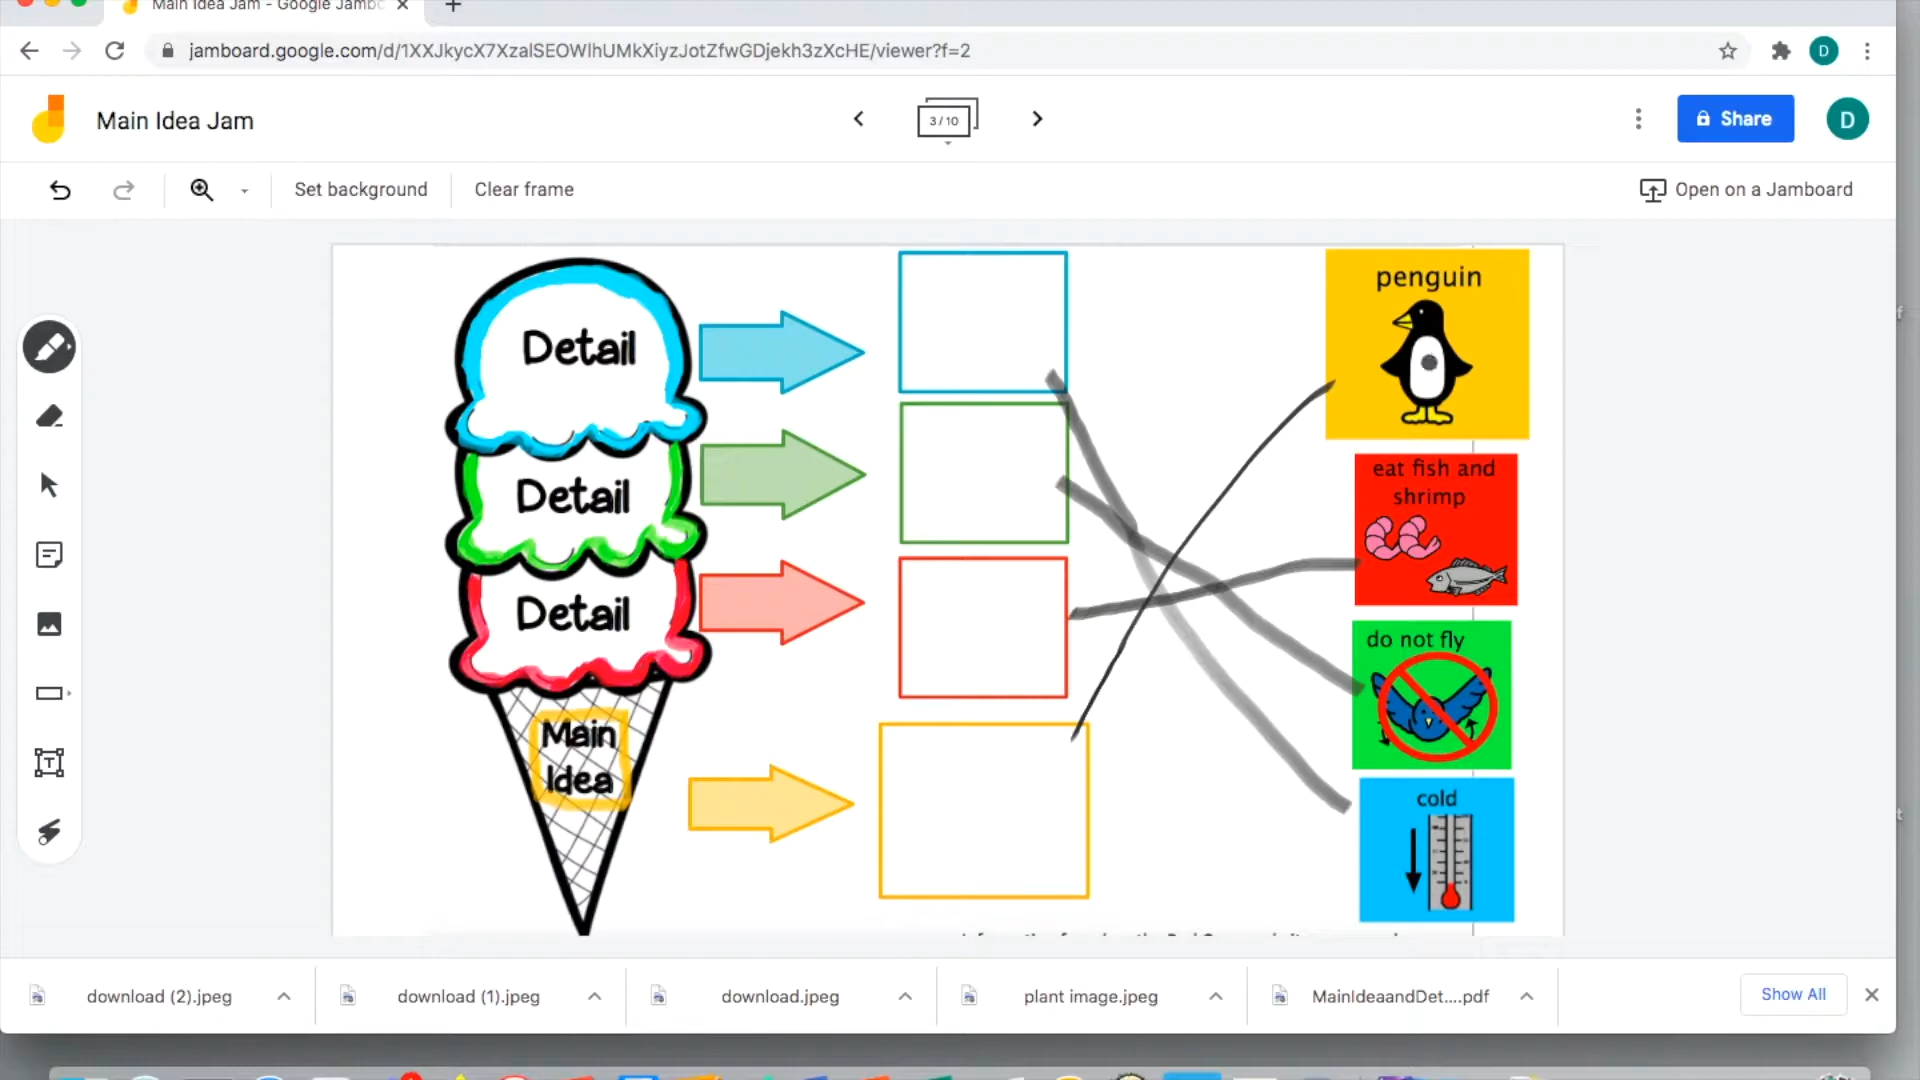 Main Idea Jam - Google Jambo
jamboard.google.com/d/1XXJkycX7XzalSEOWlhUMkXiyzJotZfwGDjekh3zXcHE/viewer?f=2
D
Main Idea Jam
3 / 10
Share
D
Set background
Clear frame
Open on a Jamboard
Detail
Detail
Detail
Main
Idea
penguin
eat fish and
shrimp
do not fly
cold
download (2).jpeg
download (1).jpeg
download.jpeg
plant image.jpeg
MainIdeaandDet....pdf
Show All